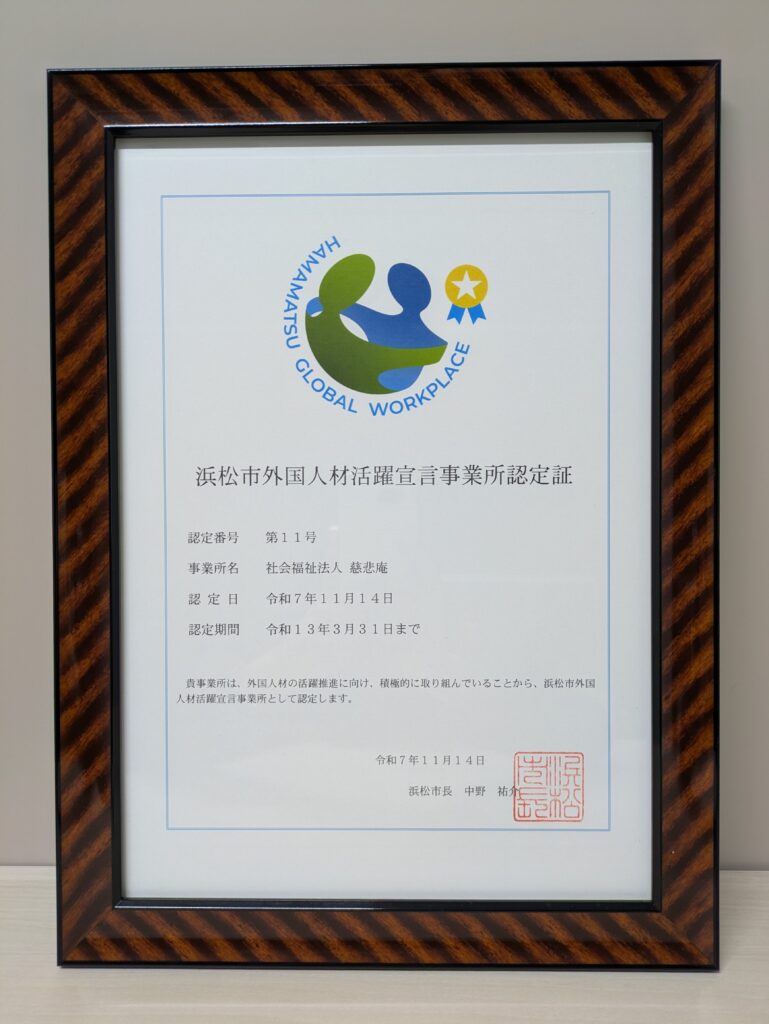 HAMAMATSU GLOBAL WORKPLACE
浜松市外国人材活躍宣言事業所認定証
認定番号　第１１号
事業所名　社会福祉法人 慈悲庵
認 定 日　令和７年１１月１４日
認定期間　令和１３年３月３１日まで
貴事業所は、外国人材の活躍推進に向け、積極的に取り組んでいることから、浜松市外国
人材活躍宣言事業所として認定します。
令和７年１１月１４日
浜松市長　中野　祐介
浜松
市長